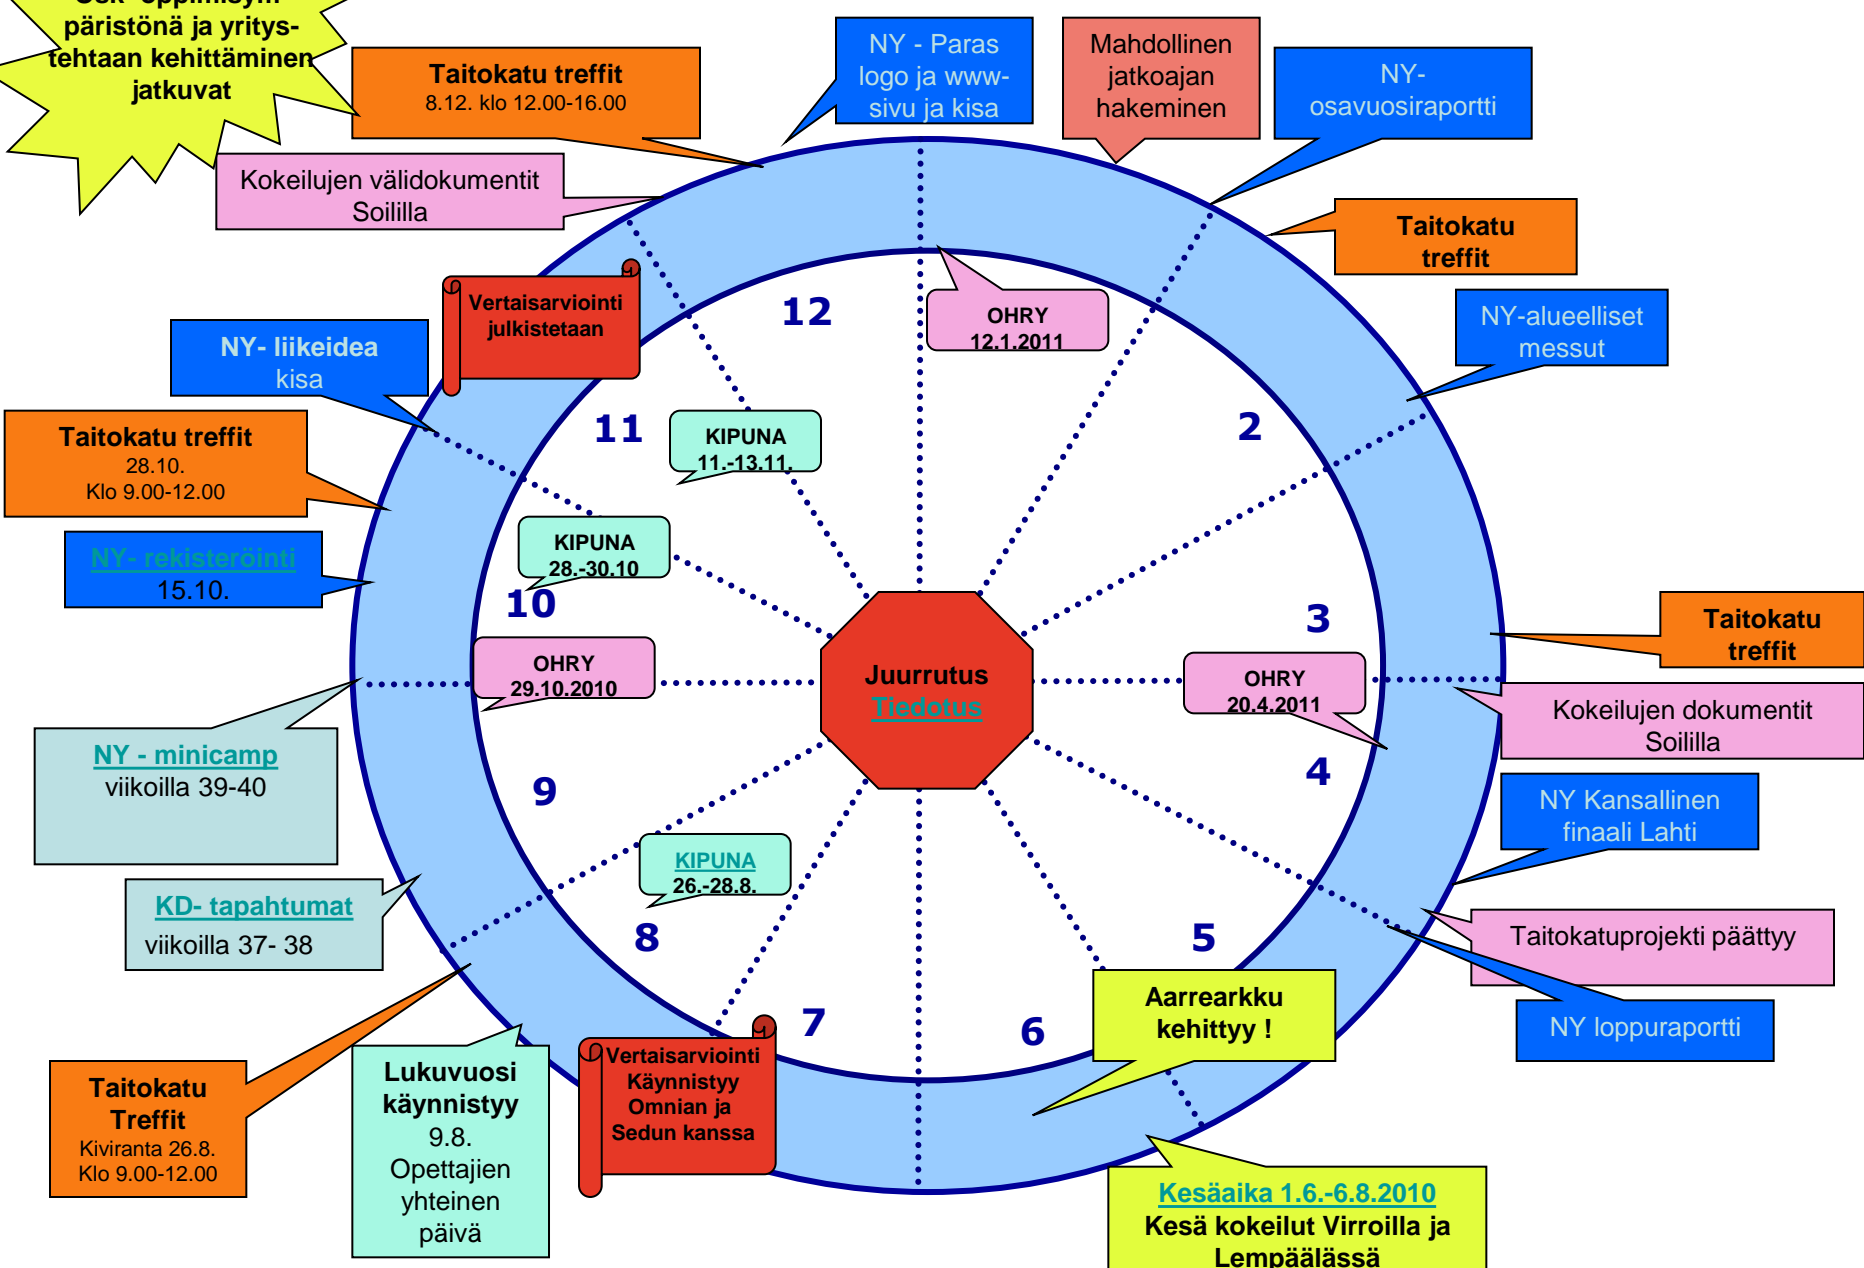 Osk- oppimisym-
päristönä ja yritys-
tehtaan kehittäminen
jatkuvat
Taitokatu treffit
8.12. klo 12.00-16.00
NY - Paras
logo ja www-
sivu ja kisa
Mahdollinen
jatkoajan
hakeminen
NY-
osavuosiraportti
Kokeilujen välidokumentit
Soililla
Taitokatu
treffit
Vertaisarviointi
julkistetaan
12
OHRY
12.1.2011
NY-alueelliset
messut
NY- liikeidea
kisa
11
KIPUNA
11.-13.11.
2
Taitokatu treffit
28.10.
Klo 9.00-12.00
KIPUNA
28.-30.10
NY- rekisteröinti
15.10.
10
3
Taitokatu
treffit
OHRY
29.10.2010
Juurrutus
Tiedotus
OHRY
20.4.2011
Kokeilujen dokumentit
Soililla
NY - minicamp
viikoilla 39-40
9
4
NY Kansallinen
finaali Lahti
KIPUNA
26.-28.8.
KD- tapahtumat
viikoilla 37- 38
8
5
Taitokatuprojekti päättyy
Aarrearkku
kehittyy !
7
6
NY loppuraportti
Taitokatu
Treffit
Kiviranta 26.8.
Klo 9.00-12.00
Lukuvuosi
käynnistyy
9.8.
Opettajien
yhteinen
päivä
Vertaisarviointi
Käynnistyy
Omnian ja
Sedun kanssa
Kesäaika 1.6.-6.8.2010
Kesä kokeilut Virroilla ja
Lempäälässä